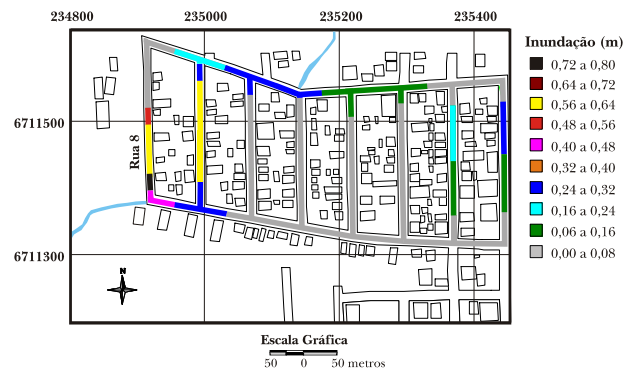 234800 235000 235200 235400
6711500
6711300
Rua 8
N
Inundação (m)
0,72 a 0,80
0,64 a 0,72
0,56 a 0,64
0,48 a 0,56
0,40 a 0,48
0,32 a 0,40
0,24 a 0,32
0,16 a 0,24
0,06 a 0,16
0,00 a 0,08
Escala Gráfica
50 0 50 metros